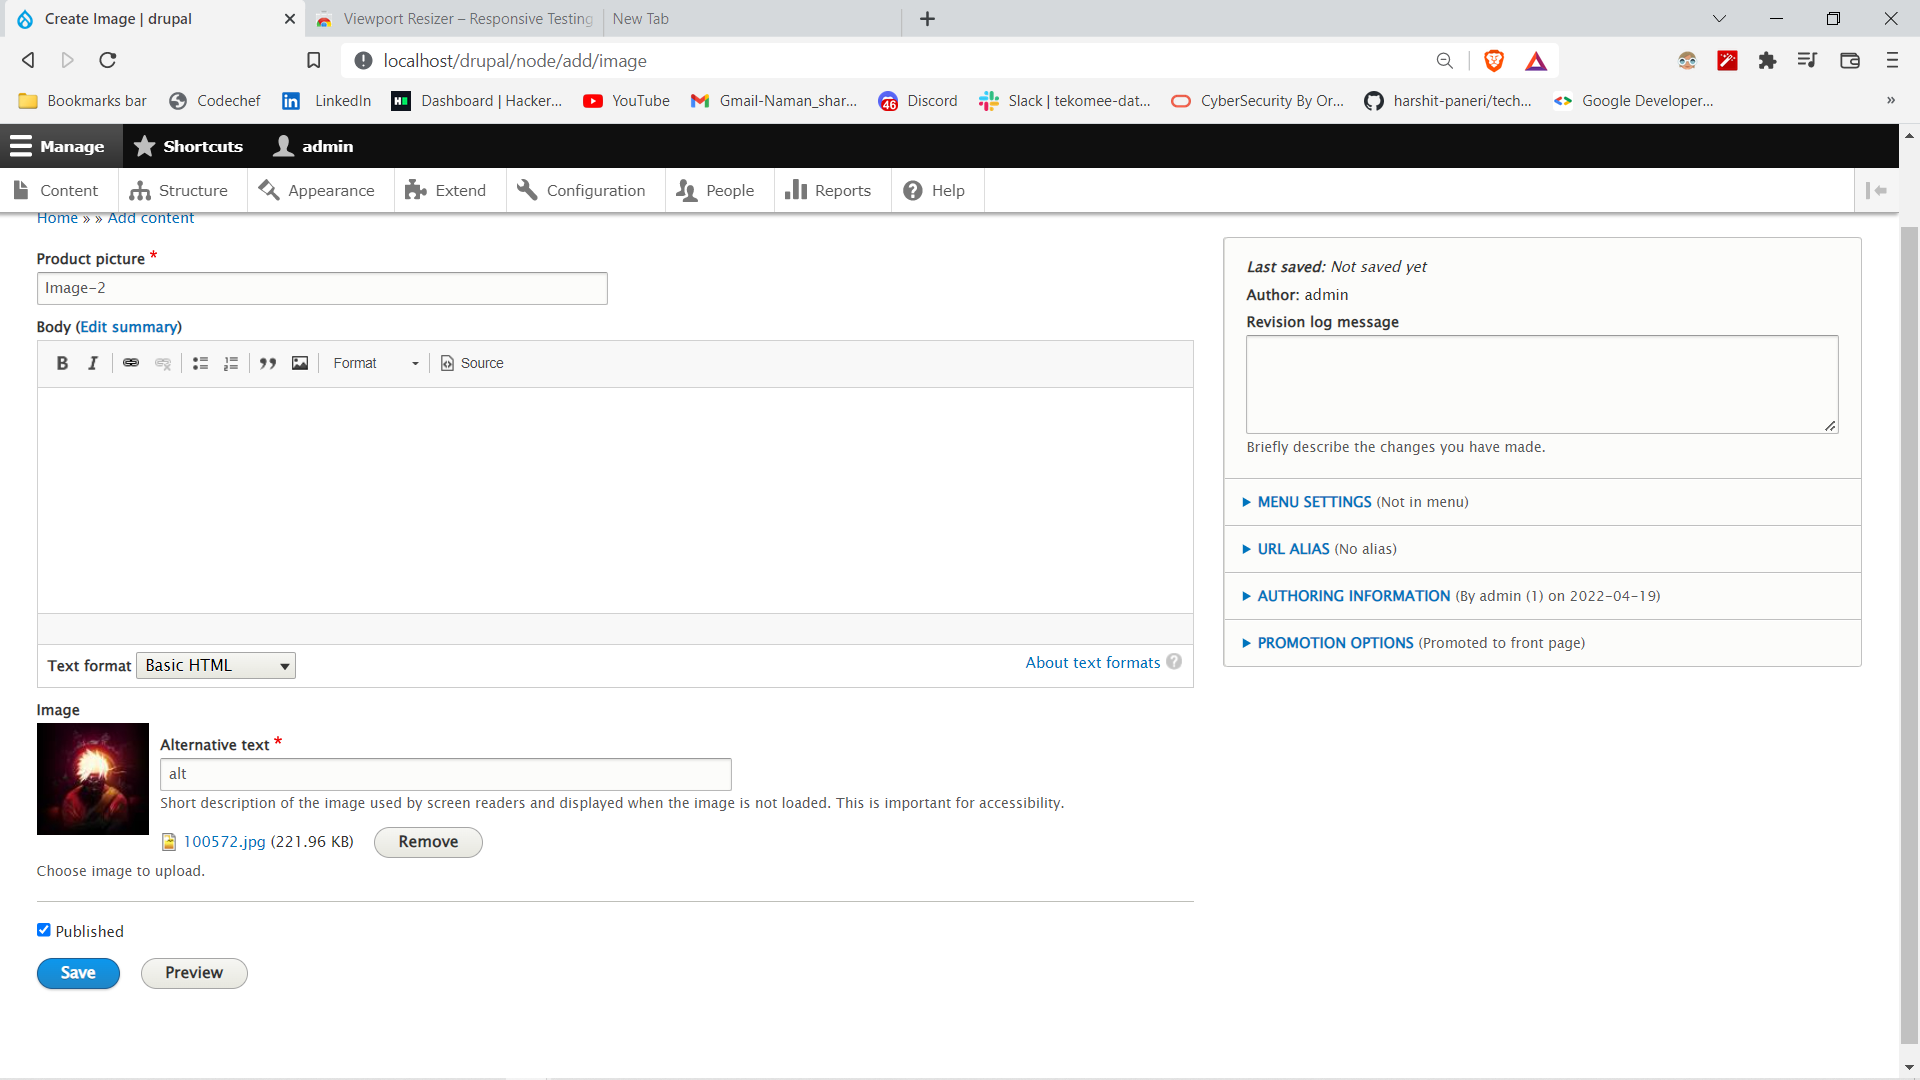 Create Image | drupal
Viewport Resizer – Responsive Testing
New Tab
localhost/drupal/node/add/image
Bookmarks bar
Codechef
LinkedIn
Dashboard | Hacker...
YouTube
Gmail-Naman_shar...
46
Discord
Slack | tekomee-dat...
CyberSecurity By Or...
harshit-paneri/tech...
Google Developer...
»
Manage
Shortcuts
admin
Content
Structure
Appearance
Extend
Configuration
People
Reports
Help
Home » » Add content
Product picture *
Image-2
Body (Edit summary)
B I
Format
Source
Text format
Basic HTML
About text formats
Image
Alternative text *
alt
Short description of the image used by screen readers and displayed when the image is not loaded. This is important for accessibility.
100572.jpg (221.96 KB)
Remove
Choose image to upload.
Published
Save
Preview
Last saved: Not saved yet
Author: admin
Revision log message
Briefly describe the changes you have made.
MENU SETTINGS (Not in menu)
URL ALIAS (No alias)
AUTHORING INFORMATION (By admin (1) on 2022-04-19)
PROMOTION OPTIONS (Promoted to front page)